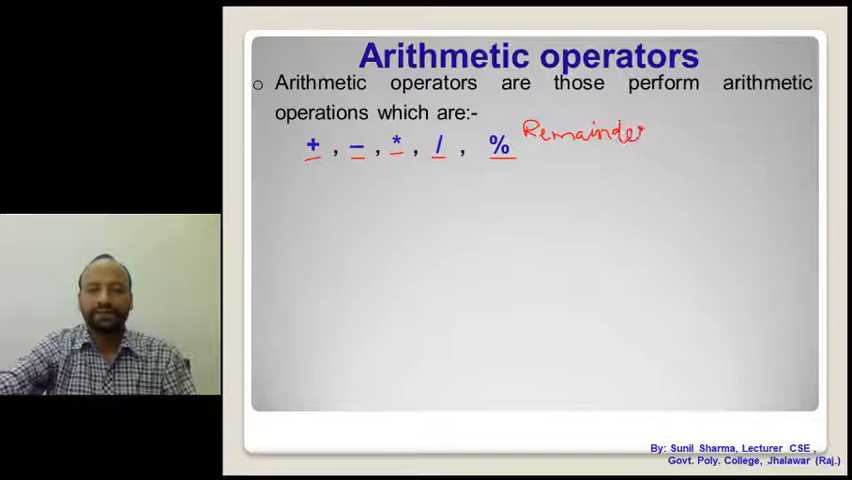 Arithmetic operators
Arithmetic operators are those perform arithmetic
operations which are:-
+ , – , * , / , % Remainder
By: Sunil Sharma, Lecturer CSE ,
Govt. Poly. College, Jhalawar (Raj.)